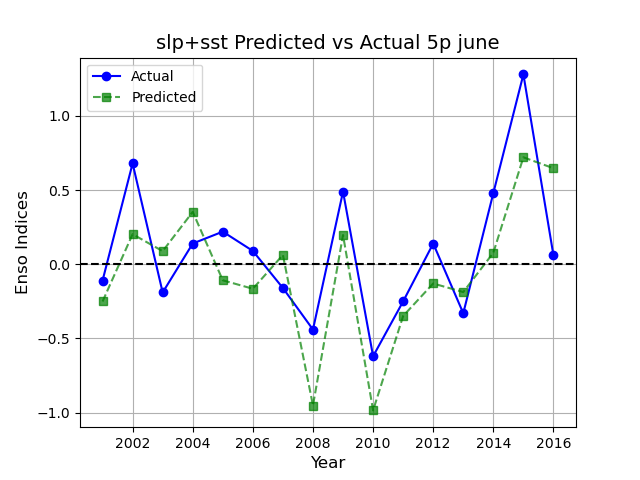 slp+sst Predicted vs Actual 5p june
Actual
Predicted
Enso Indices
1.0
0.5
0.0
−0.5
−1.0
2002 2004 2006 2008 2010 2012 2014 2016
Year